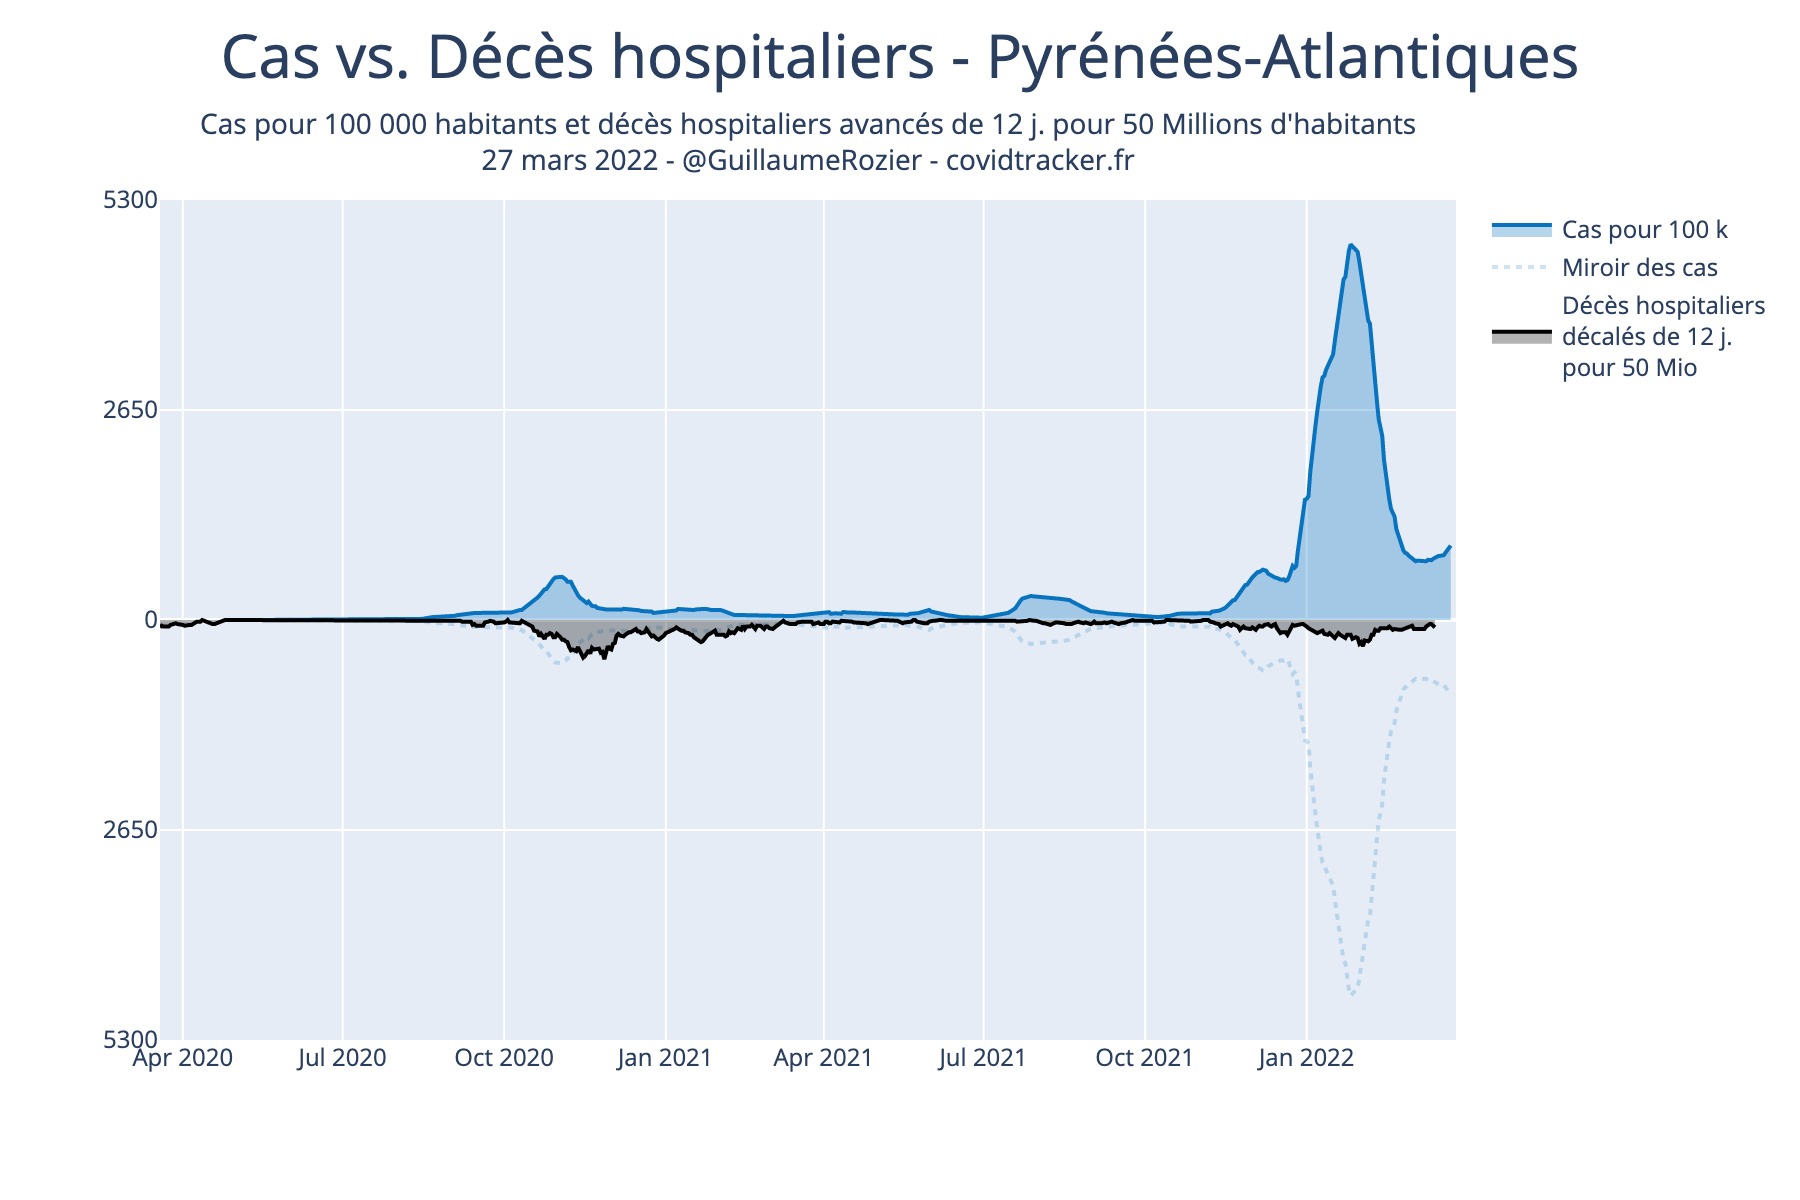 Cas vs. Décès hospitaliers - Pyrénées-Atlantiques
Cas pour 100 000 habitants et décès hospitaliers avancés de 12 j. pour 50 Millions d'habitants
27 mars 2022 - @GuillaumeRozier - covidtracker.fr
5300
2650
0
2650
5300
Apr 2020
Jul 2020
Oct 2020
Jan 2021
Apr 2021
Jul 2021
Oct 2021
Jan 2022
Cas pour 100 k
Miroir des cas
Décès hospitaliers
décalés de 12 j.
pour 50 Mio